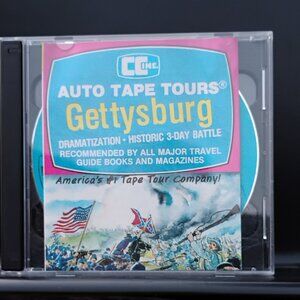 CC INC.
AUTO TAPE TOURS®
Gettysburg
DRAMATIZATION • HISTORIC 3-DAY BATTLE
RECOMMENDED BY ALL MAJOR TRAVEL
GUIDE BOOKS AND MAGAZINES
America's #1 Tape Tour Company!